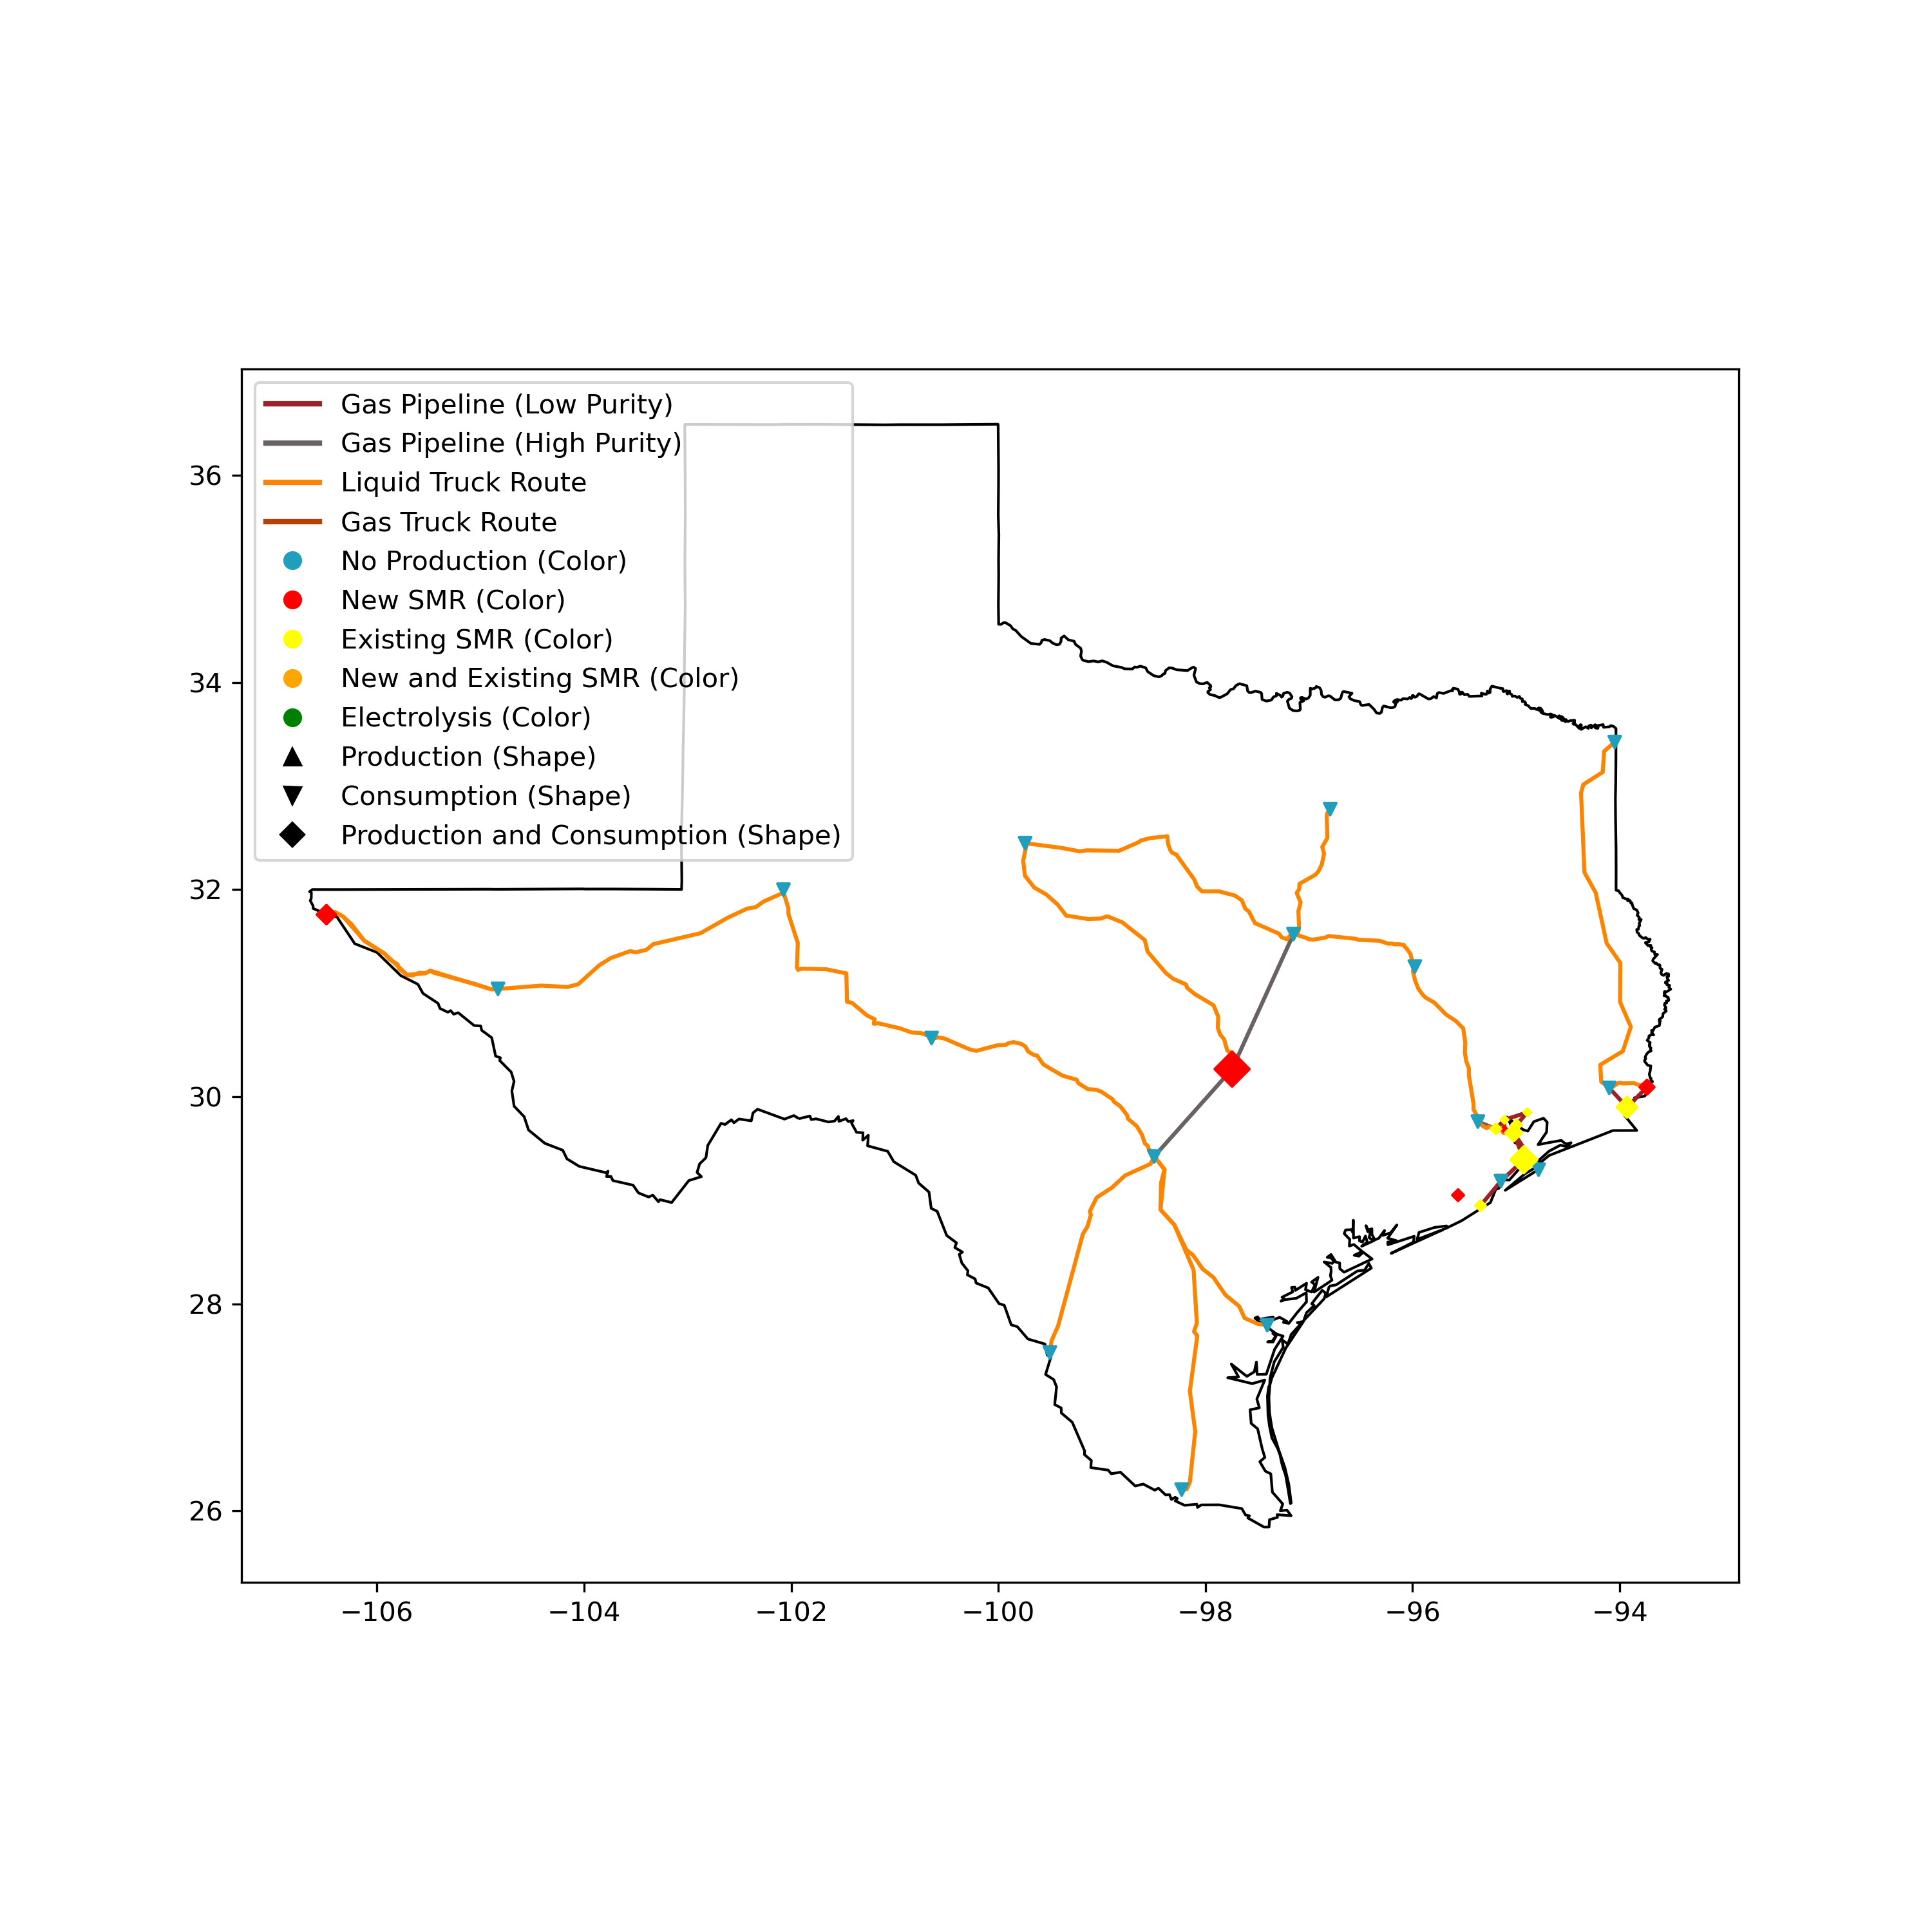 Gas Pipeline (Low Purity)
Gas Pipeline (High Purity)
Liquid Truck Route
Gas Truck Route
No Production (Color)
New SMR (Color)
Existing SMR (Color)
New and Existing SMR (Color)
Electrolysis (Color)
Production (Shape)
Consumption (Shape)
Production and Consumption (Shape)
36
34
32
30
28
26
−106
−104
−102
−100
−98
−96
−94